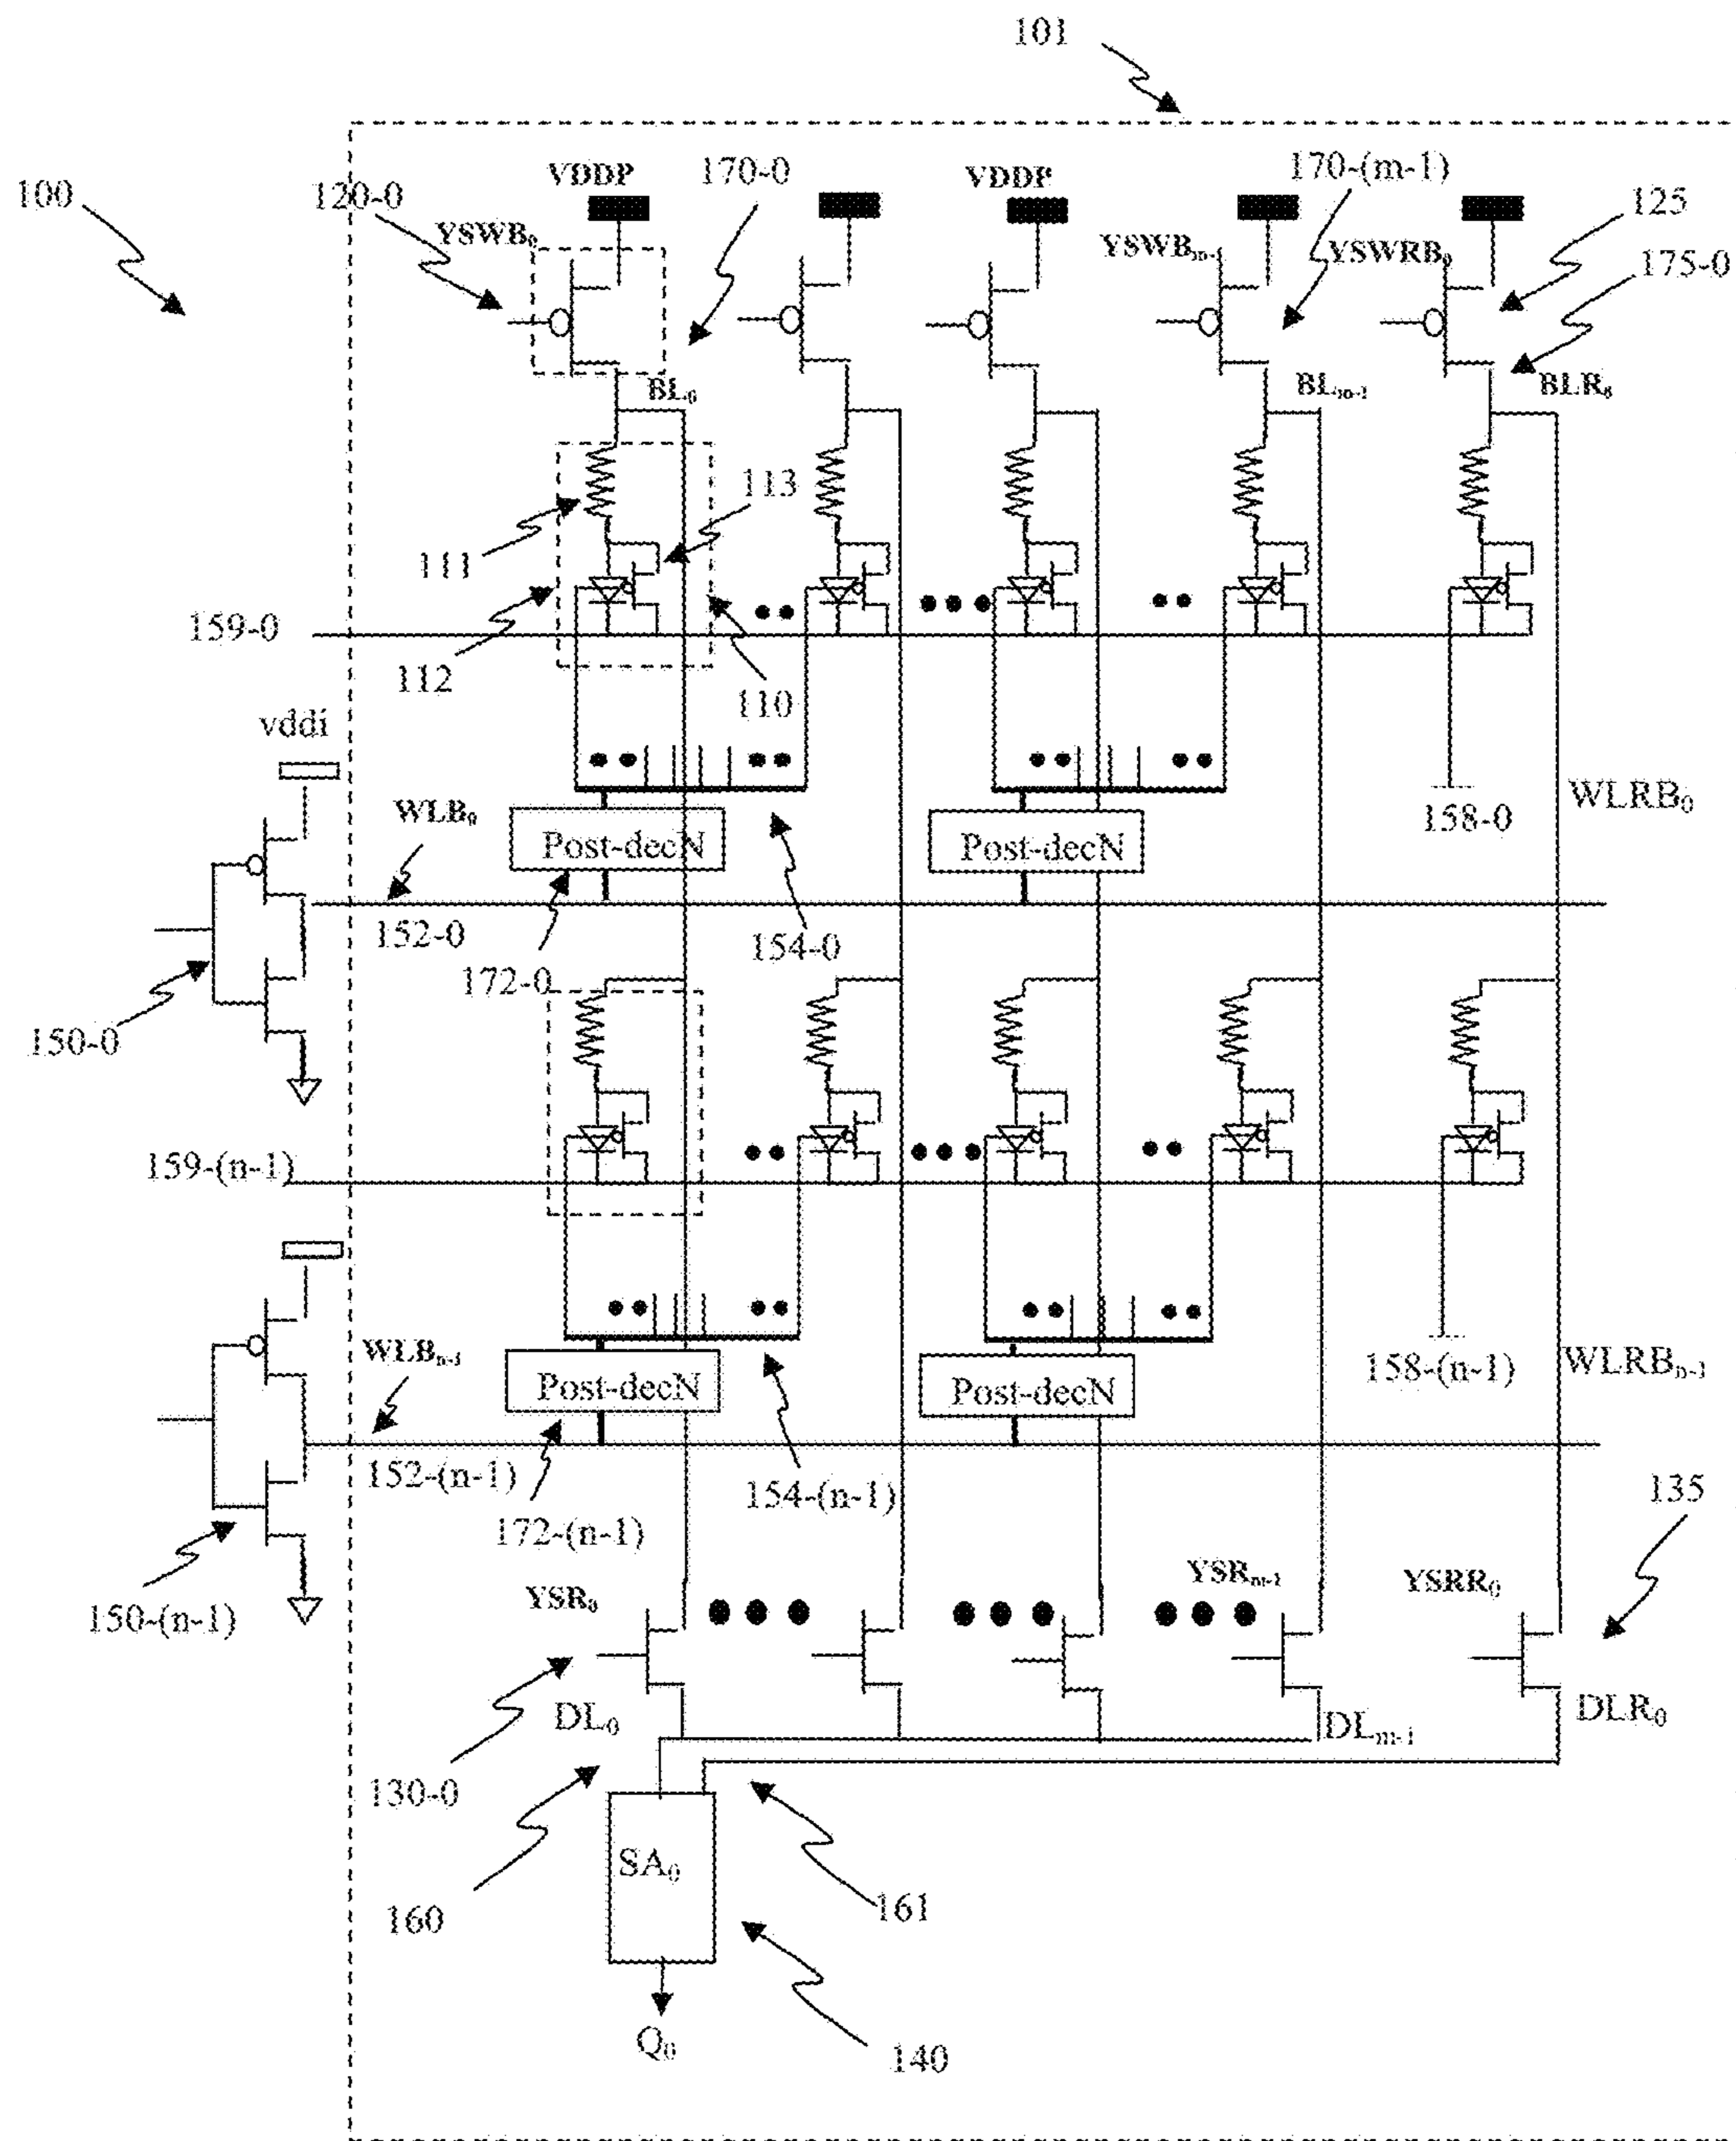 101
100
120-0
VDDP
170-0
VDDP
170-(m-1)
125
YSWB₀
YSWBₘ₋₁
YSWRB₀
175-0
BL₀
BLₘ₋₁
BLR₀
111
113
159-0
112
110
vddi
WLB₀
Post-decN
Post-decN
158-0
WLRB₀
152-0
172-0
154-0
150-0
159-(n-1)
WLBₙ₋₁
Post-decN
Post-decN
158-(n-1)
WLRBₙ₋₁
152-(n-1)
172-(n-1)
154-(n-1)
135
150-(n-1)
YSR₀
YSRₘ₋₁
YSRR₀
130-0
DL₀
DLₘ₋₁
DLR₀
SA₀
160
161
Q₀
140